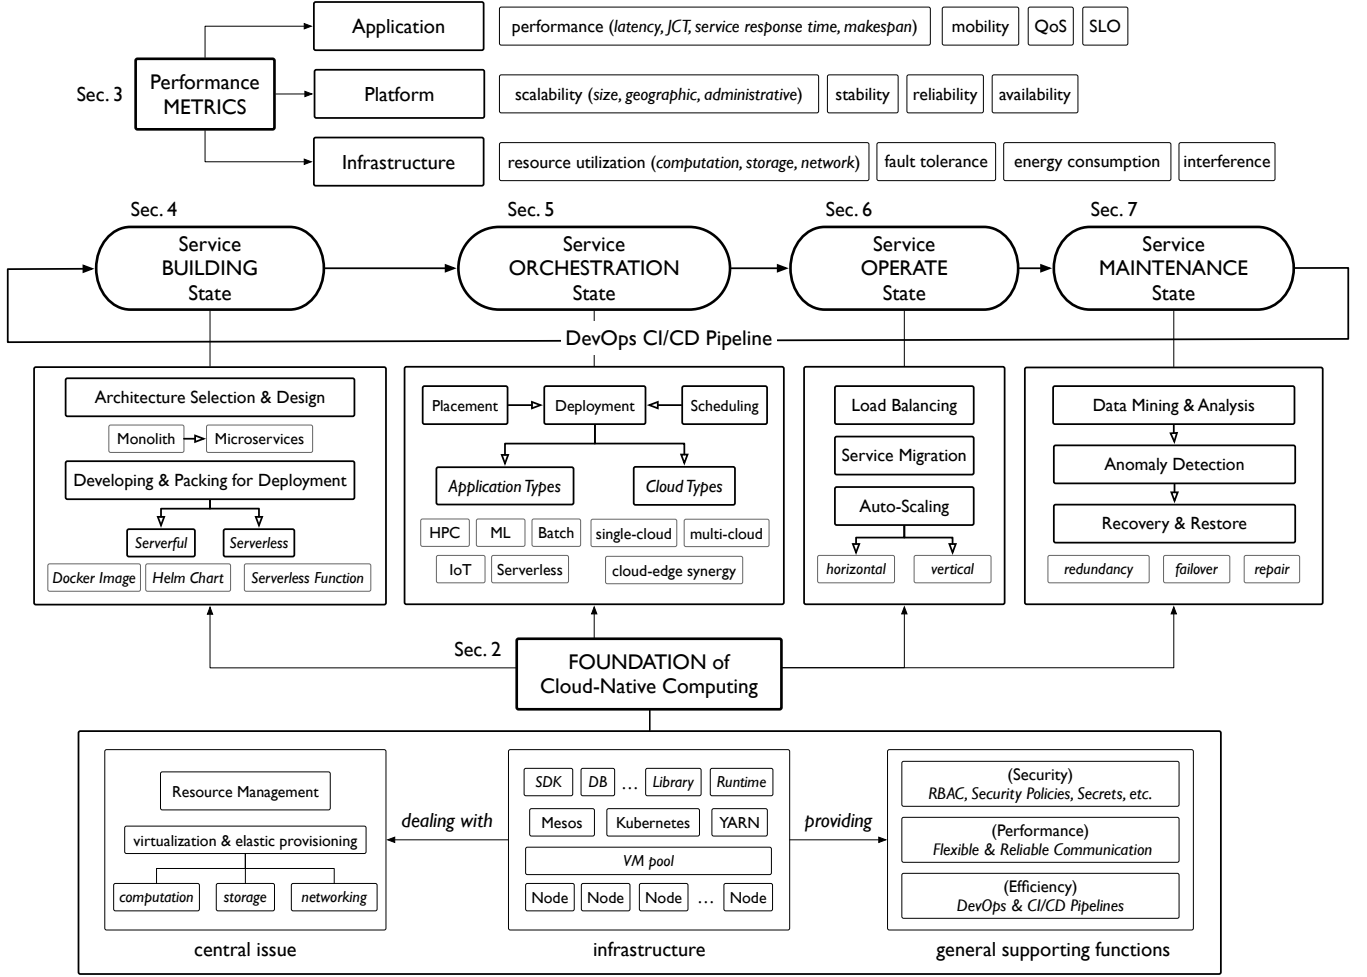 Application
performance (latency, JCT, service response time, makespan)
mobility
QoS
SLO
Sec. 3
Performance
METRICS
Platform
scalability (size, geographic, administrative)
stability
reliability
availability
Infrastructure
resource utilization (computation, storage, network)
fault tolerance
energy consumption
interference
Sec. 4
Service
BUILDING
State
Sec. 5
Service
ORCHESTRATION
State
Sec. 6
Service
OPERATE
State
Sec. 7
Service
MAINTENANCE
State
DevOps CI/CD Pipeline
Architecture Selection & Design
Monolith
Microservices
Developing & Packing for Deployment
Serverful
Serverless
Docker Image
Helm Chart
Serverless Function
Placement
Deployment
Scheduling
Application Types
Cloud Types
HPC
ML
Batch
single-cloud
multi-cloud
IoT
Serverless
cloud-edge synergy
Load Balancing
Service Migration
Auto-Scaling
horizontal
vertical
Data Mining & Analysis
Anomaly Detection
Recovery & Restore
redundancy
failover
repair
Sec. 2
FOUNDATION of
Cloud-Native Computing
Resource Management
virtualization & elastic provisioning
computation
storage
networking
central issue
dealing with
SDK
DB
...
Library
Runtime
Mesos
Kubernetes
YARN
VM pool
Node
Node
Node
...
Node
infrastructure
providing
(Security)
RBAC, Security Policies, Secrets, etc.
(Performance)
Flexible & Reliable Communication
(Efficiency)
DevOps & CI/CD Pipelines
general supporting functions